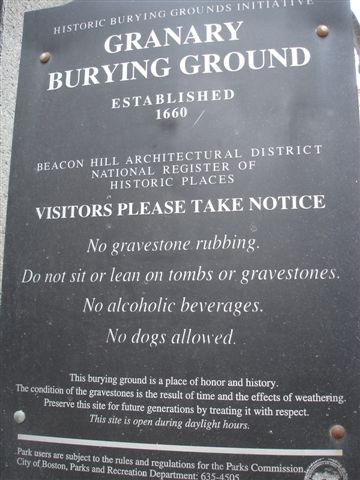 HISTORIC BURYING GROUNDS INITIATIVE
GRANARY
BURYING GROUND
ESTABLISHED
1660
BEACON HILL ARCHITECTURAL DISTRICT
NATIONAL REGISTER OF
HISTORIC PLACES
VISITORS PLEASE TAKE NOTICE
No gravestone rubbing.
Do not sit or lean on tombs or gravestones.
No alcoholic beverages.
No dogs allowed.
This burying ground is a place of honor and history.
The condition of the gravestones is the result of time and the effects of weathering.
Preserve this site for future generations by treating it with respect.
This site is open during daylight hours.
Park users are subject to the rules and regulations for the Parks Commission,
City of Boston, Parks and Recreation Department: 635-4505